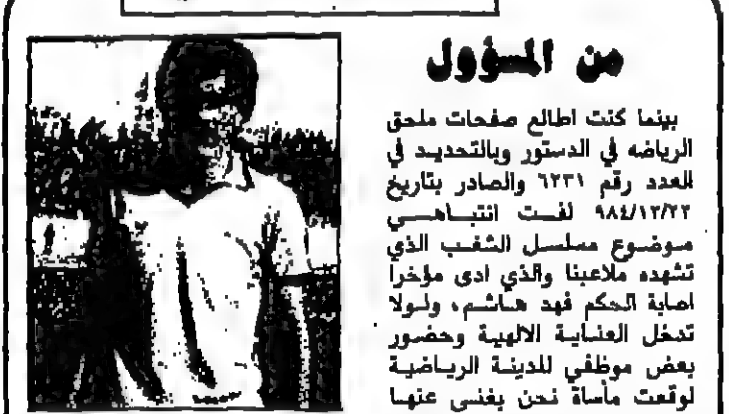 من المسؤول
بينما كنت اطالع صفحات ملحق
الرياضه في الدستور وبالتحديد في
العدد رقم ٦٢٣١ والصادر بتاريخ
٩٨٤/١٢/٢٣ لفت انتباهي
موضوع مسلسل الشغب الذي
تشهده ملاعبنا والذي ادى مؤخرا
اصابة الحكم فهد هاشم، ولولا
تدخل العناية الالهية وحضور
بعض موظفي المدينة الرياضية
لوقعت مأساة نحن بغنى عنها